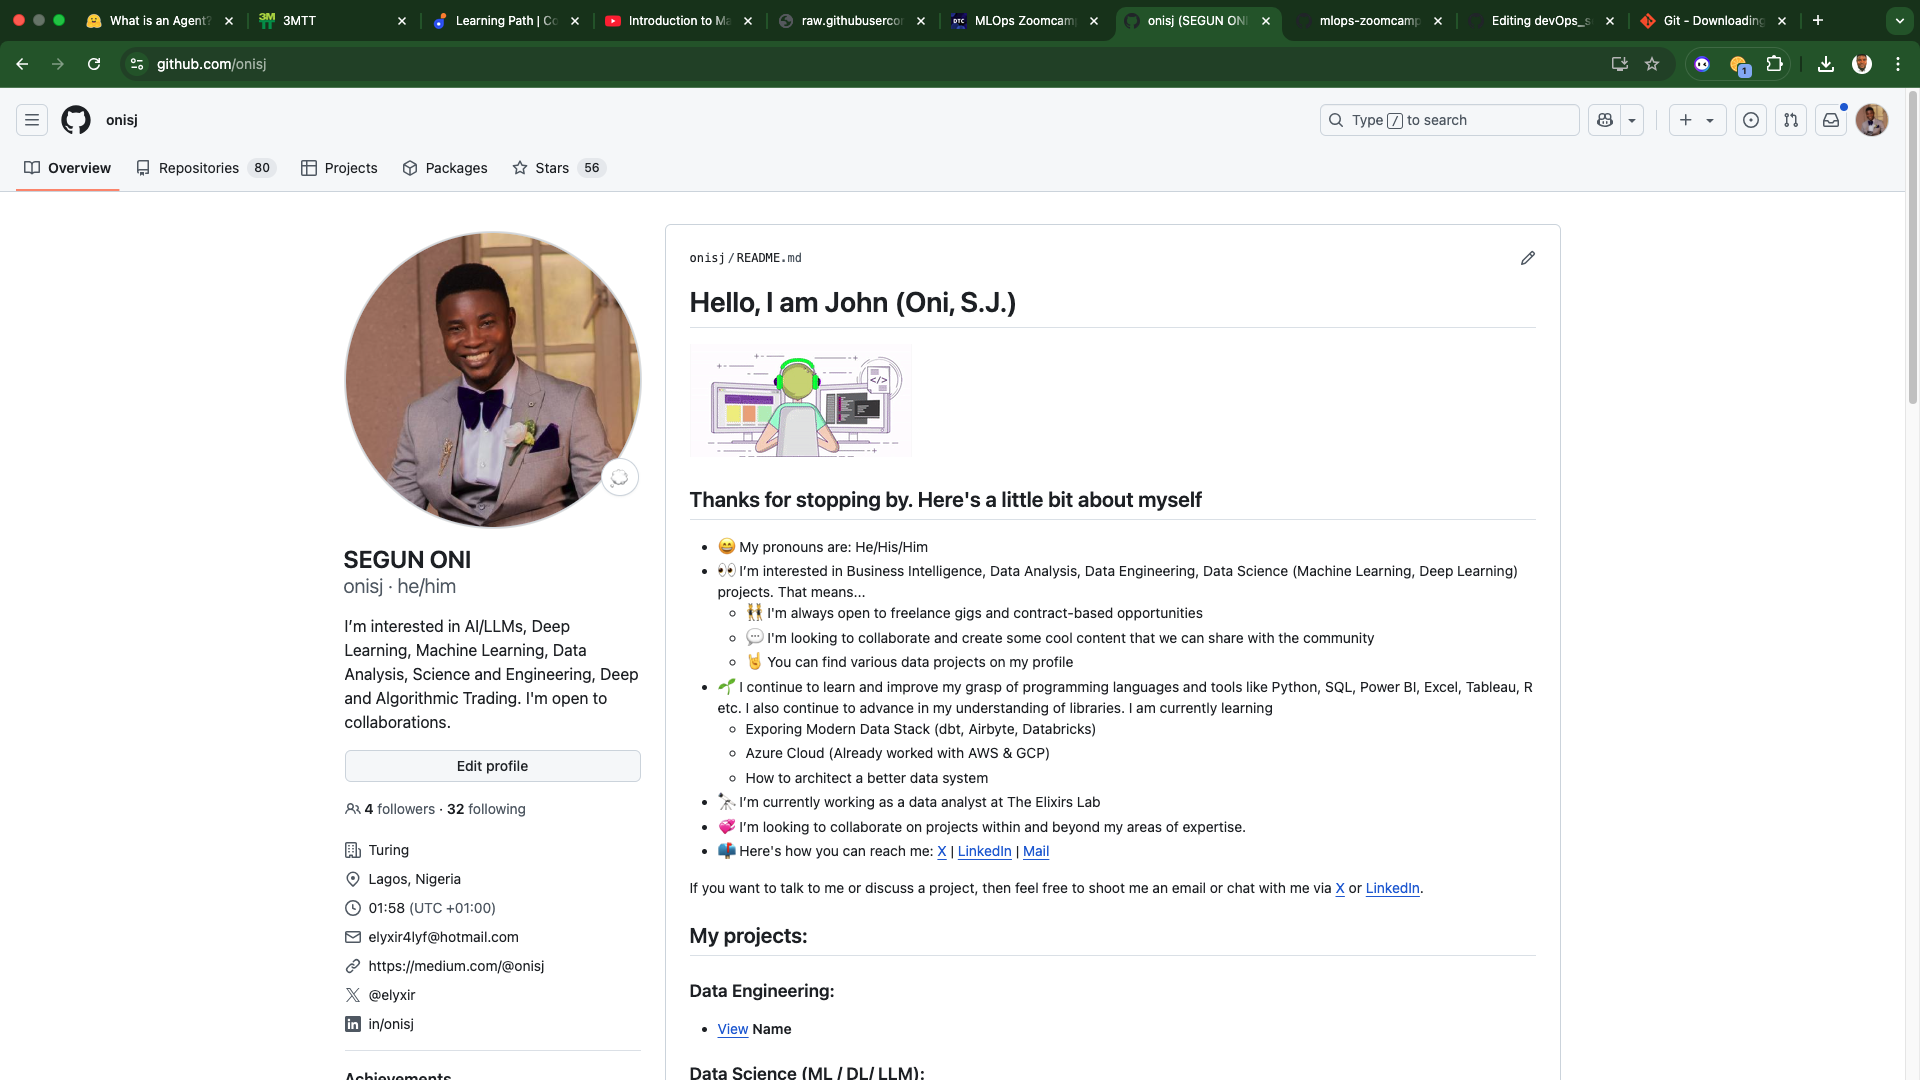 What is an Agent?
3MTT
Learning Path | Co
Introduction to Ma
raw.githubusercon
MLOps Zoomcamp
onisj (SEGUN ONI
mlops-zoomcamp
Editing devOps_s
Git - Downloading
github.com/onisj
1
onisj
Type / to search
Overview
Repositories 80
Projects
Packages
Stars 56
SEGUN ONI
onisj · he/him
I'm interested in AI/LLMs, Deep
Learning, Machine Learning, Data
Analysis, Science and Engineering, Deep
and Algorithmic Trading. I'm open to
collaborations.
Edit profile
4 followers · 32 following
Turing
Lagos, Nigeria
01:58 (UTC +01:00)
elyxir4lyf@hotmail.com
https://medium.com/@onisj
@elyxir
in/onisj
Achievements
onisj/README.md
Hello, I am John (Oni, S.J.)
</>
Thanks for stopping by. Here's a little bit about myself
😄 My pronouns are: He/His/Him
👀 I'm interested in Business Intelligence, Data Analysis, Data Engineering, Data Science (Machine Learning, Deep Learning)
projects. That means...
👯 I'm always open to freelance gigs and contract-based opportunities
💬 I'm looking to collaborate and create some cool content that we can share with the community
🤘 You can find various data projects on my profile
🌱 I continue to learn and improve my grasp of programming languages and tools like Python, SQL, Power BI, Excel, Tableau, R
etc. I also continue to advance in my understanding of libraries. I am currently learning
Exporing Modern Data Stack (dbt, Airbyte, Databricks)
Azure Cloud (Already worked with AWS & GCP)
How to architect a better data system
🔭 I'm currently working as a data analyst at The Elixirs Lab
💞 I'm looking to collaborate on projects within and beyond my areas of expertise.
📫 Here's how you can reach me: X | LinkedIn | Mail
If you want to talk to me or discuss a project, then feel free to shoot me an email or chat with me via X or LinkedIn.
My projects:
Data Engineering:
View Name
Data Science (ML / DL/ LLM):